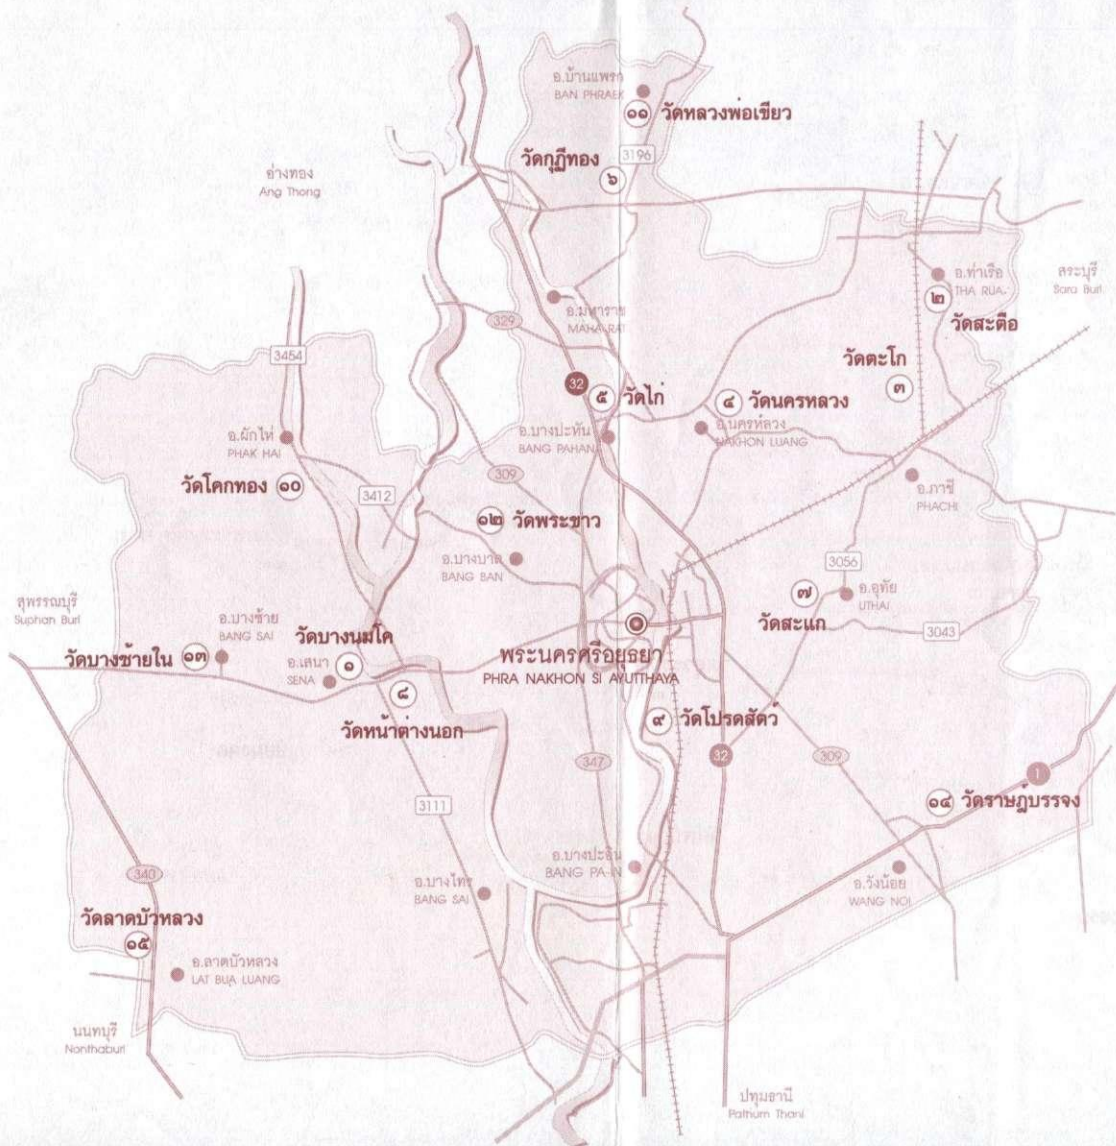 อ.บ้านแพรก
BAN PHRAEK
๑๑ วัดหลวงพ่อเขียว
วัดกุฎีทอง
3196
๖
อ่างทอง
Ang Thong
อ.ท่าเรือ
THA RUA
สระบุรี
Sara Buri
๒
วัดสะตือ
อ.มหาราช
MAHA RAT
329
3454
วัดตะโก
๓
32
๕ วัดไก่
๔ วัดนครหลวง
อ.นครหลวง
NAKHON LUANG
อ.บางปะหัน
BANG PAHAN
อ.ผักไห่
PHAK HAI
309
อ.ภาชี
PHACHI
วัดโคกทอง ๑๐
3412
๑๒ วัดพระขาว
อ.บางบาล
BANG BAN
3056
๗
อ.อุทัย
UTHAI
วัดสะแก
3043
สุพรรณบุรี
Suphan Buri
อ.บางซ้าย
BANG SAI
วัดบางนมโค
วัดบางซ้ายใน ๑๓
๑
อ.เสนา
SENA
พระนครศรีอยุธยา
PHRA NAKHON SI AYUTTHAYA
๘
วัดหน้าต่างนอก
๙ วัดโปรดสัตว์
347
32
309
1
3111
๑๔ วัดราษฎ์บรรจง
อ.บางปะอิน
BANG PA-IN
อ.วังน้อย
WANG NOI
340
อ.บางไทร
BANG SAI
วัดลาดบัวหลวง
๑๕
อ.ลาดบัวหลวง
LAT BUA LUANG
นนทบุรี
Nonthaburi
ปทุมธานี
Pathum Thani